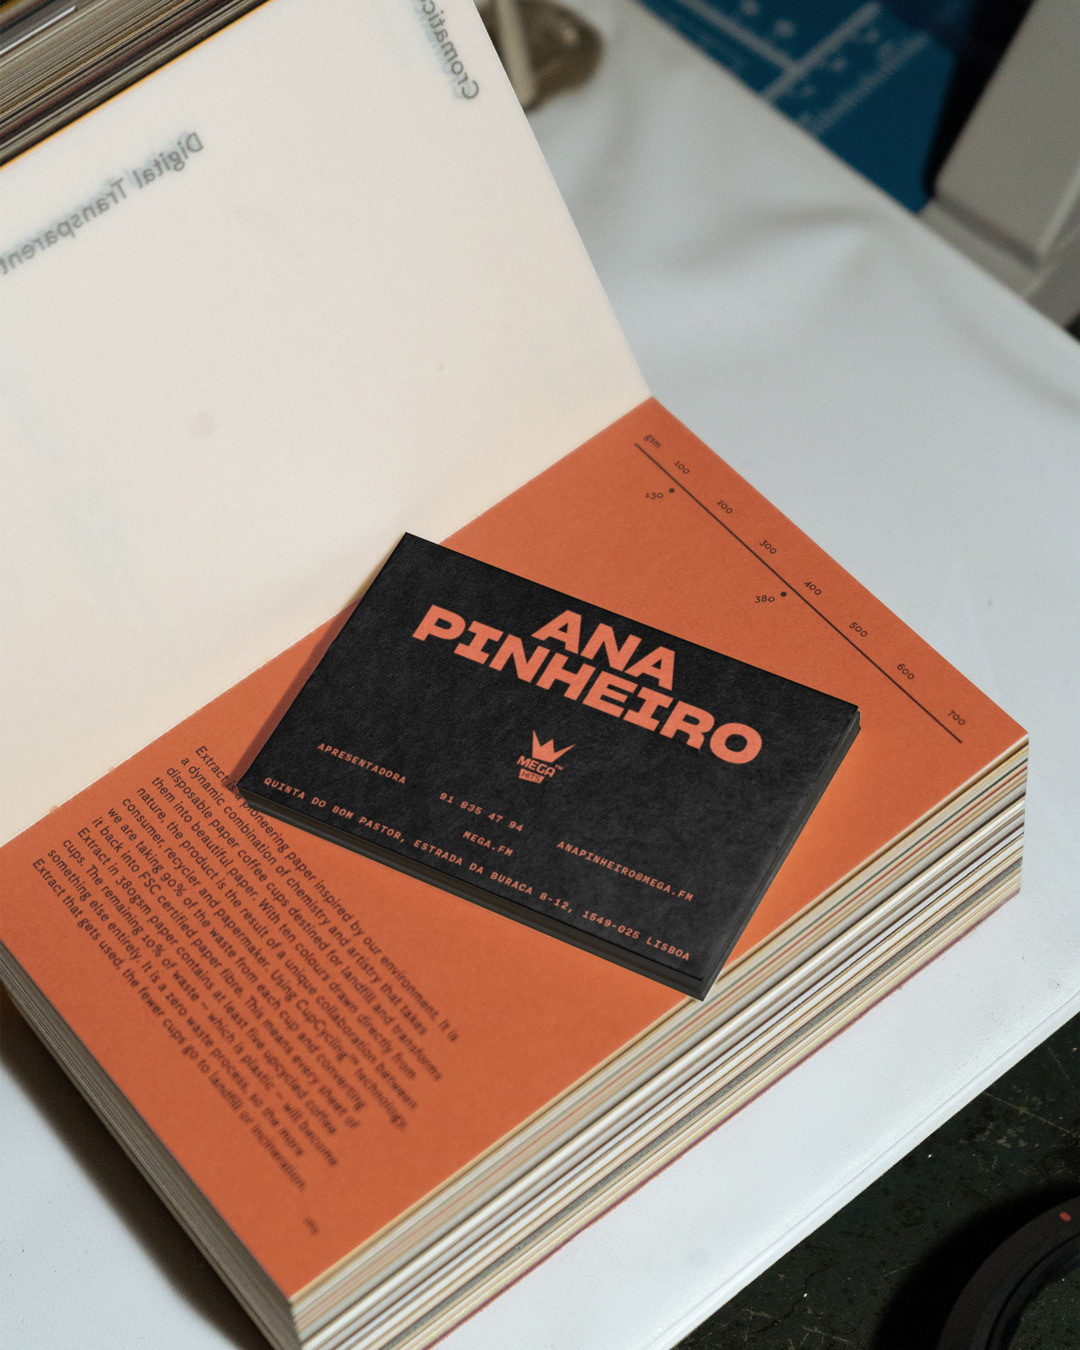 Cromatico
Digital Transparent
gsm
100
200
300
400
500
600
700
130
380
ANA
PINHEIRO
MEGA™
HITS
APRESENTADORA
91 835 47 94
MEGA.FM
ANAPINHEIRO@MEGA.FM
QUINTA DO BOM PASTOR, ESTRADA DA BURACA 8-12, 1549-025 LISBOA
Extract pioneering paper inspired by our environment. It is
a dynamic combination of chemistry and artistry that takes
disposable paper coffee cups destined for landfill and transforms
them into beautiful paper. With ten colours drawn directly from
nature, the product is the result of a unique collaboration between
consumer, recycler and papermaker. Using CupCycling™ technology,
we are taking 90% of the waste from each cup and converting
it back into FSC certified paper fibre. This means every sheet of
Extract in 380gsm paper contains at least five upcycled coffee
cups. The remaining 10% of waste – which is plastic – will become
something else entirely. It is a zero waste process, so the more
Extract that gets used, the fewer cups go to landfill or incineration.